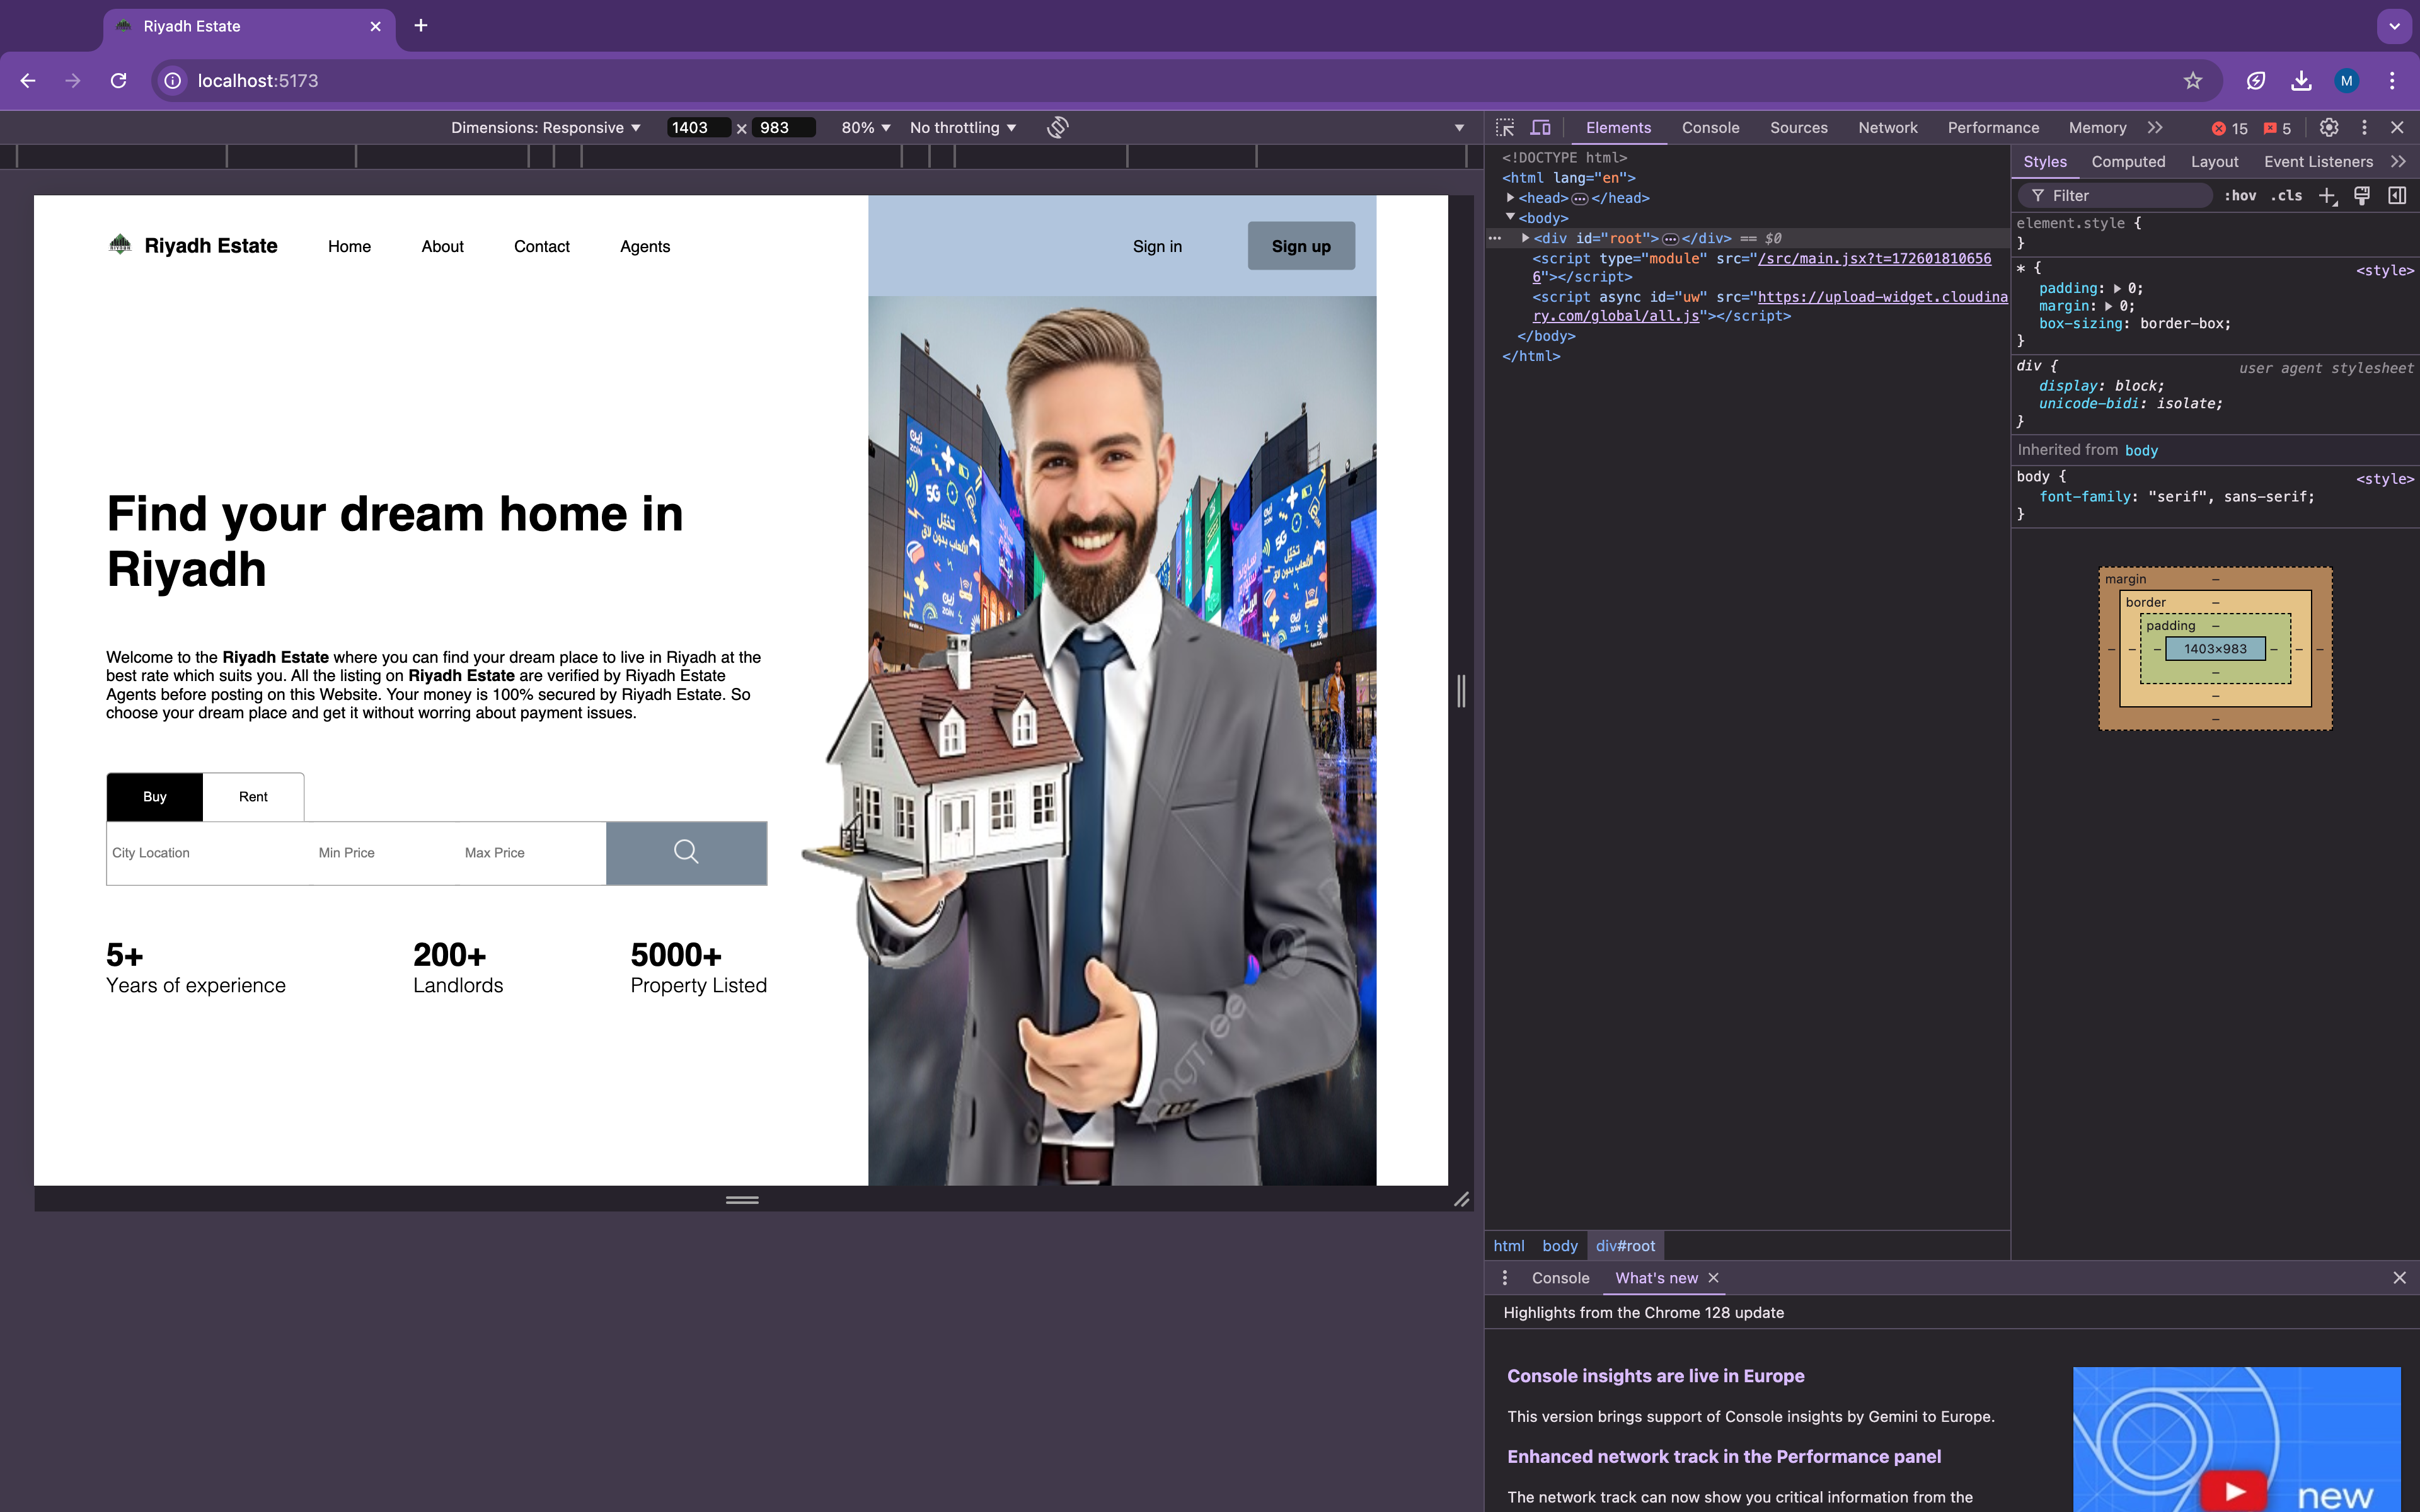 Riyadh Estate
localhost:5173
M
Dimensions: Responsive 1403 x 983 80% No throttling
Elements Console Sources Network Performance Memory 15 5
Riyadh Estate Home About Contact Agents Sign in Sign up
Find your dream home in
Riyadh
Welcome to the Riyadh Estate where you can find your dream place to live in Riyadh at the
best rate which suits you. All the listing on Riyadh Estate are verified by Riyadh Estate
Agents before posting on this Website. Your money is 100% secured by Riyadh Estate. So
choose your dream place and get it without worring about payment issues.
Buy Rent
City Location Min Price Max Price
5+ 200+ 5000+
Years of experience Landlords Property Listed
zain
5G
5G
<!DOCTYPE html>
<html lang="en">
<head> </head>
<body>
<div id="root"> </div> == $0
<script type="module" src="/src/main.jsx?t=172601810656
6"></script>
<script async id="uw" src="https://upload-widget.cloudina
ry.com/global/all.js"></script>
</body>
</html>
html body div#root
Styles Computed Layout Event Listeners
Filter :hov .cls
element.style {
}
* { <style>
padding: 0;
margin: 0;
box-sizing: border-box;
}
div { user agent stylesheet
display: block;
unicode-bidi: isolate;
}
Inherited from body
body { <style>
font-family: "serif", sans-serif;
}
margin –
border –
padding –
– – – 1403×983 – – –
–
–
–
Console What's new
Highlights from the Chrome 128 update
Console insights are live in Europe
This version brings support of Console insights by Gemini to Europe.
Enhanced network track in the Performance panel
The network track can now show you critical information from the
new